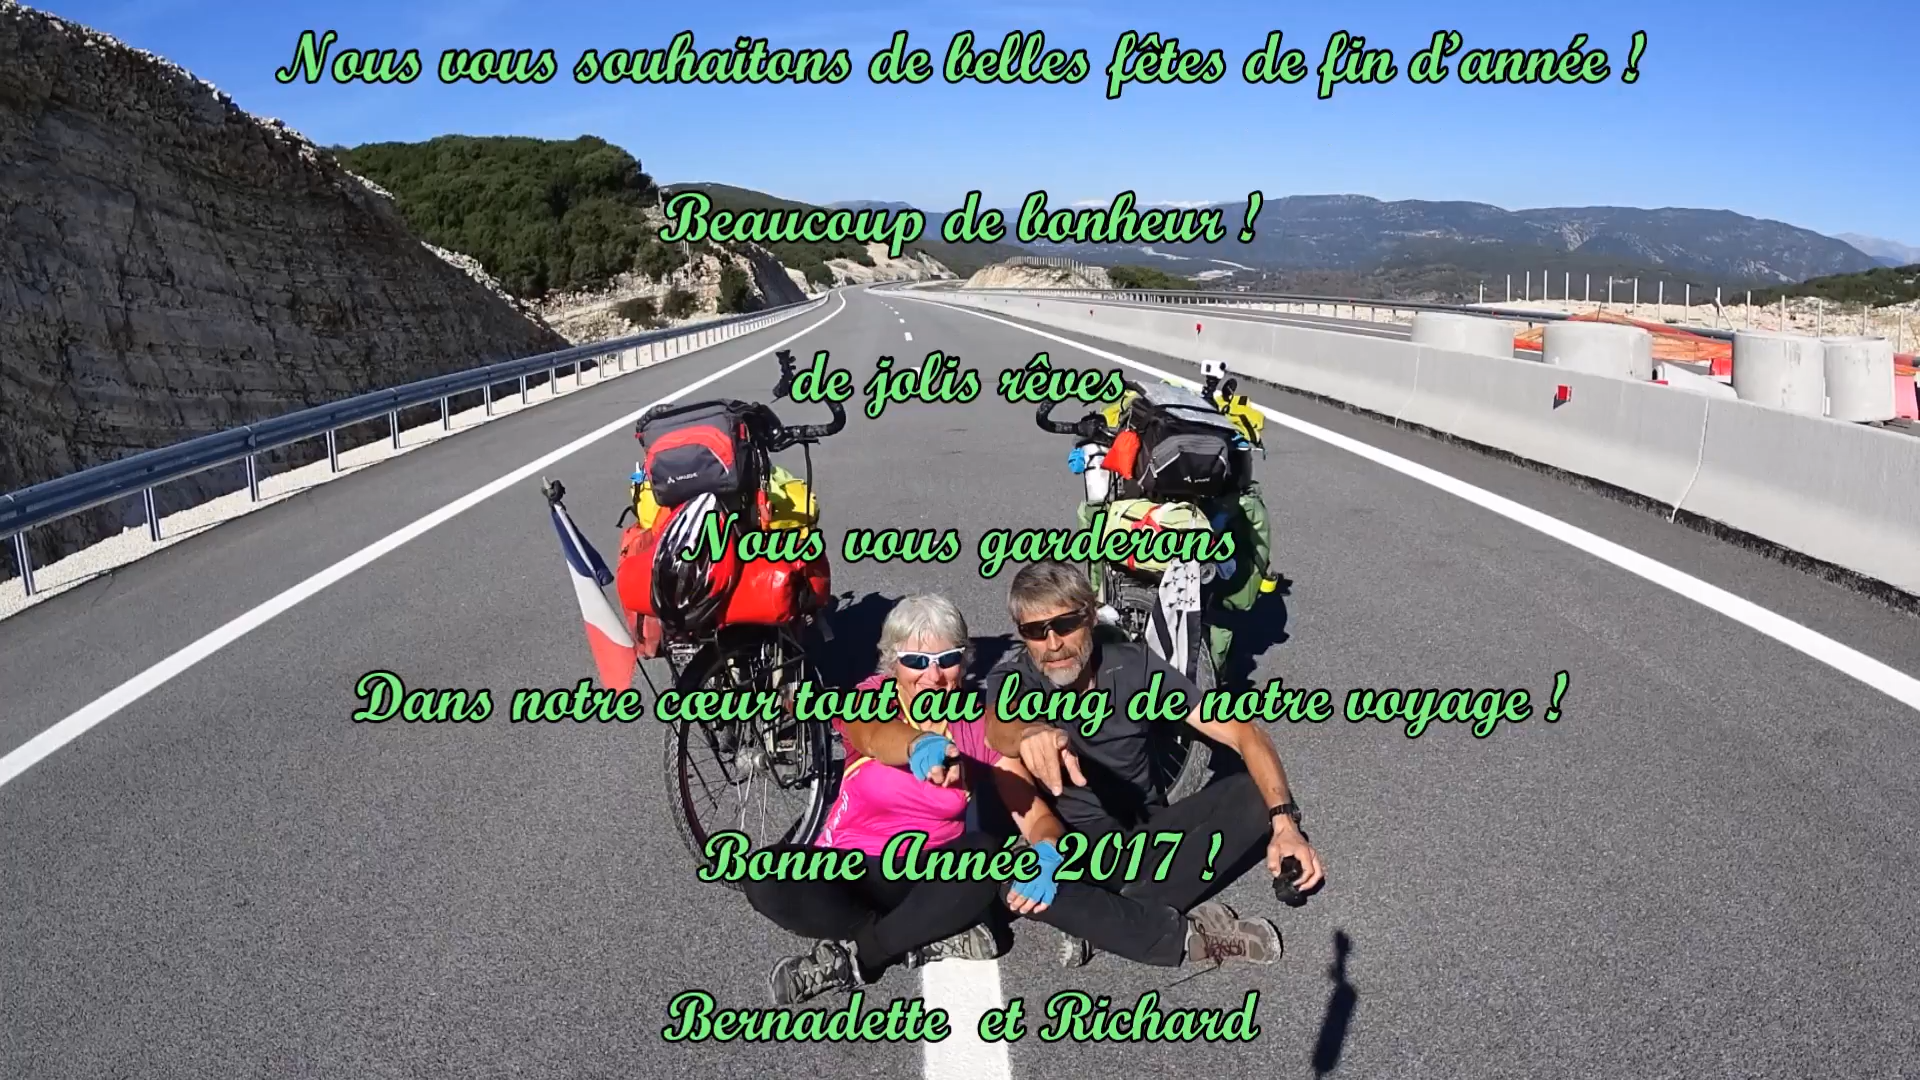 Nous vous souhaitons de belles fêtes de fin d'année !
Beaucoup de bonheur !
de jolis rêves
Nous vous garderons
Dans notre cœur tout au long de notre voyage !
Bonne Année 2017 !
Bernadette et Richard